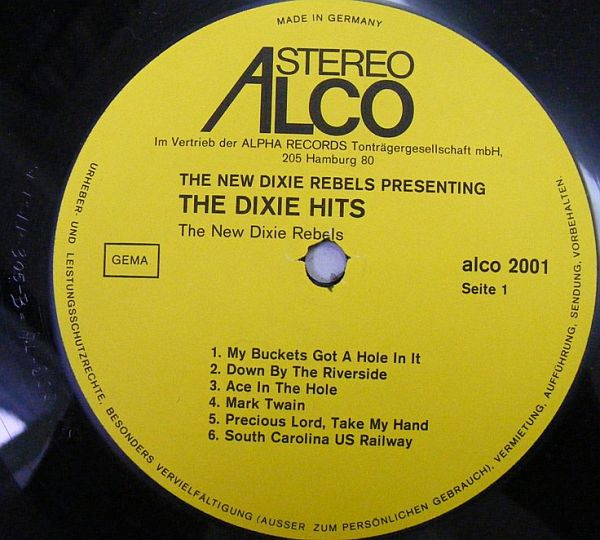 MADE IN GERMANY
STEREO
ALCO
Im Vertrieb der ALPHA RECORDS Tonträgergesellschaft mbH,
205 Hamburg 80
THE NEW DIXIE REBELS PRESENTING
THE DIXIE HITS
The New Dixie Rebels
GEMA
alco 2001
Seite 1
1. My Buckets Got A Hole In It
2. Down By The Riverside
3. Ace In The Hole
4. Mark Twain
5. Precious Lord, Take My Hand
6. South Carolina US Railway
URHEBER- UND LEISTUNGSSCHUTZRECHTE, BESONDERS VERVIELFÄLTIGUNG (AUSSER ZUM PERSÖNLICHEN GEBRAUCH), VERMIETUNG, AUFFÜHRUNG, SENDUNG, VORBEHALTEN.